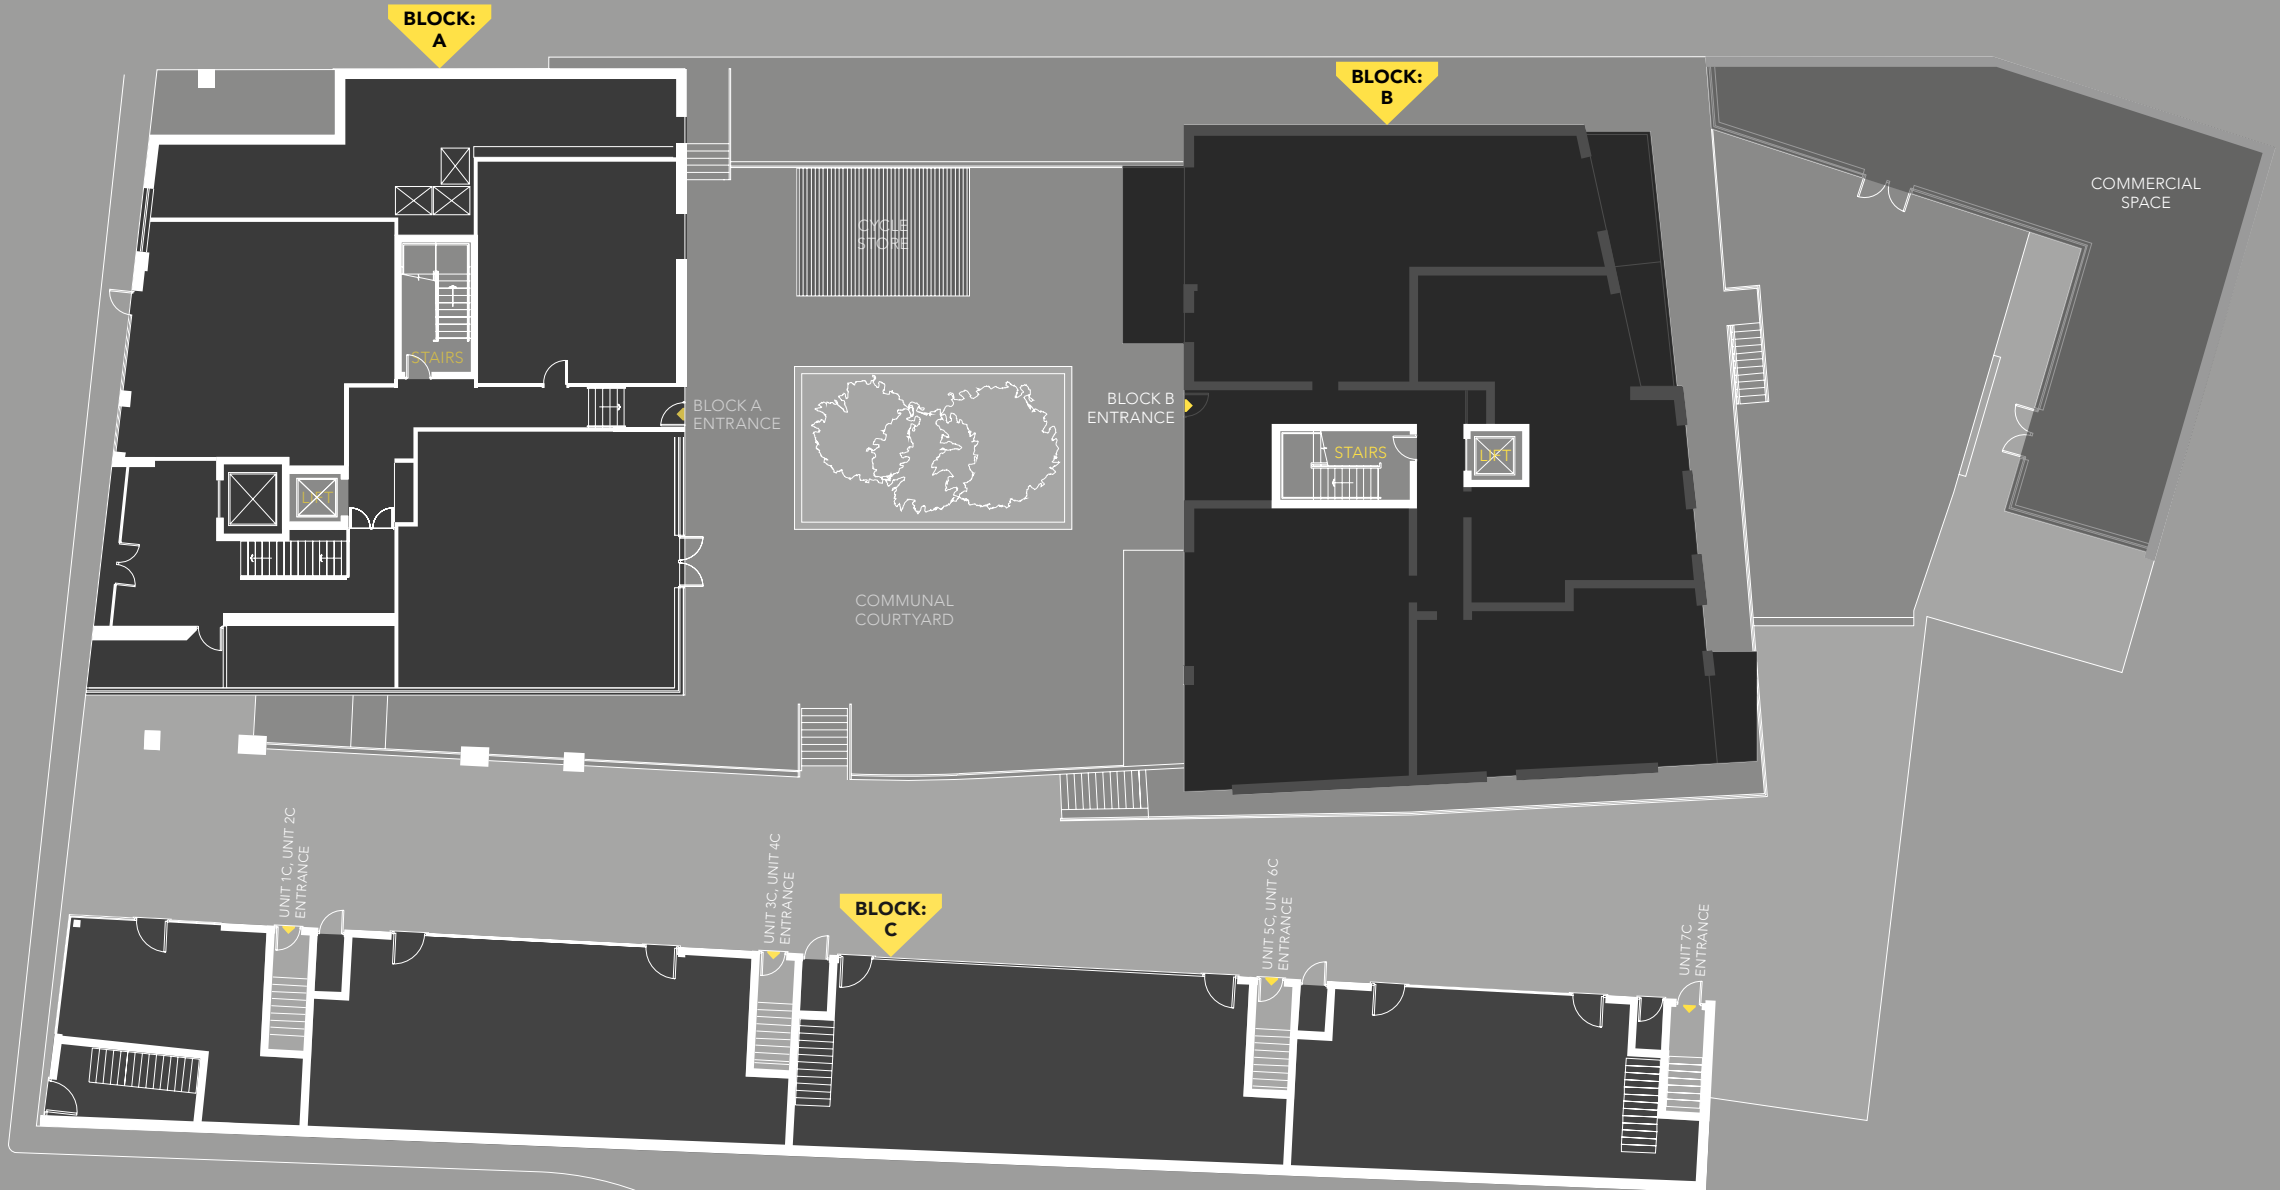 BLOCK:
A
BLOCK:
B
COMMERCIAL
SPACE
CYCLE
STORE
STAIRS
BLOCK A
ENTRANCE
BLOCK B
ENTRANCE
STAIRS
LIFT
LIFT
COMMUNAL
COURTYARD
UNIT 1C, UNIT 2C
ENTRANCE
UNIT 3C, UNIT 4C
ENTRANCE
BLOCK:
C
UNIT 5C, UNIT 6C
ENTRANCE
UNIT 7C
ENTRANCE